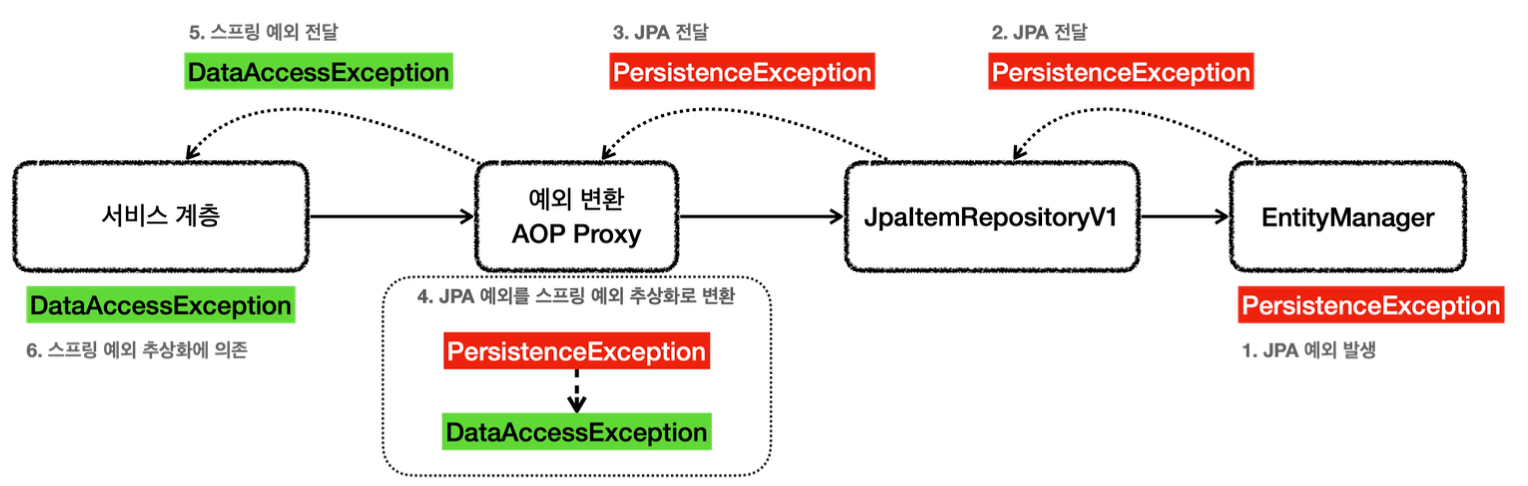 5. 스프링 예외 전달
DataAccessException
3. JPA 전달
PersistenceException
2. JPA 전달
PersistenceException
서비스 계층
예외 변환
AOP Proxy
JpaItemRepositoryV1
EntityManager
DataAccessException
6. 스프링 예외 추상화에 의존
4. JPA 예외를 스프링 예외 추상화로 변환
PersistenceException
DataAccessException
PersistenceException
1. JPA 예외 발생